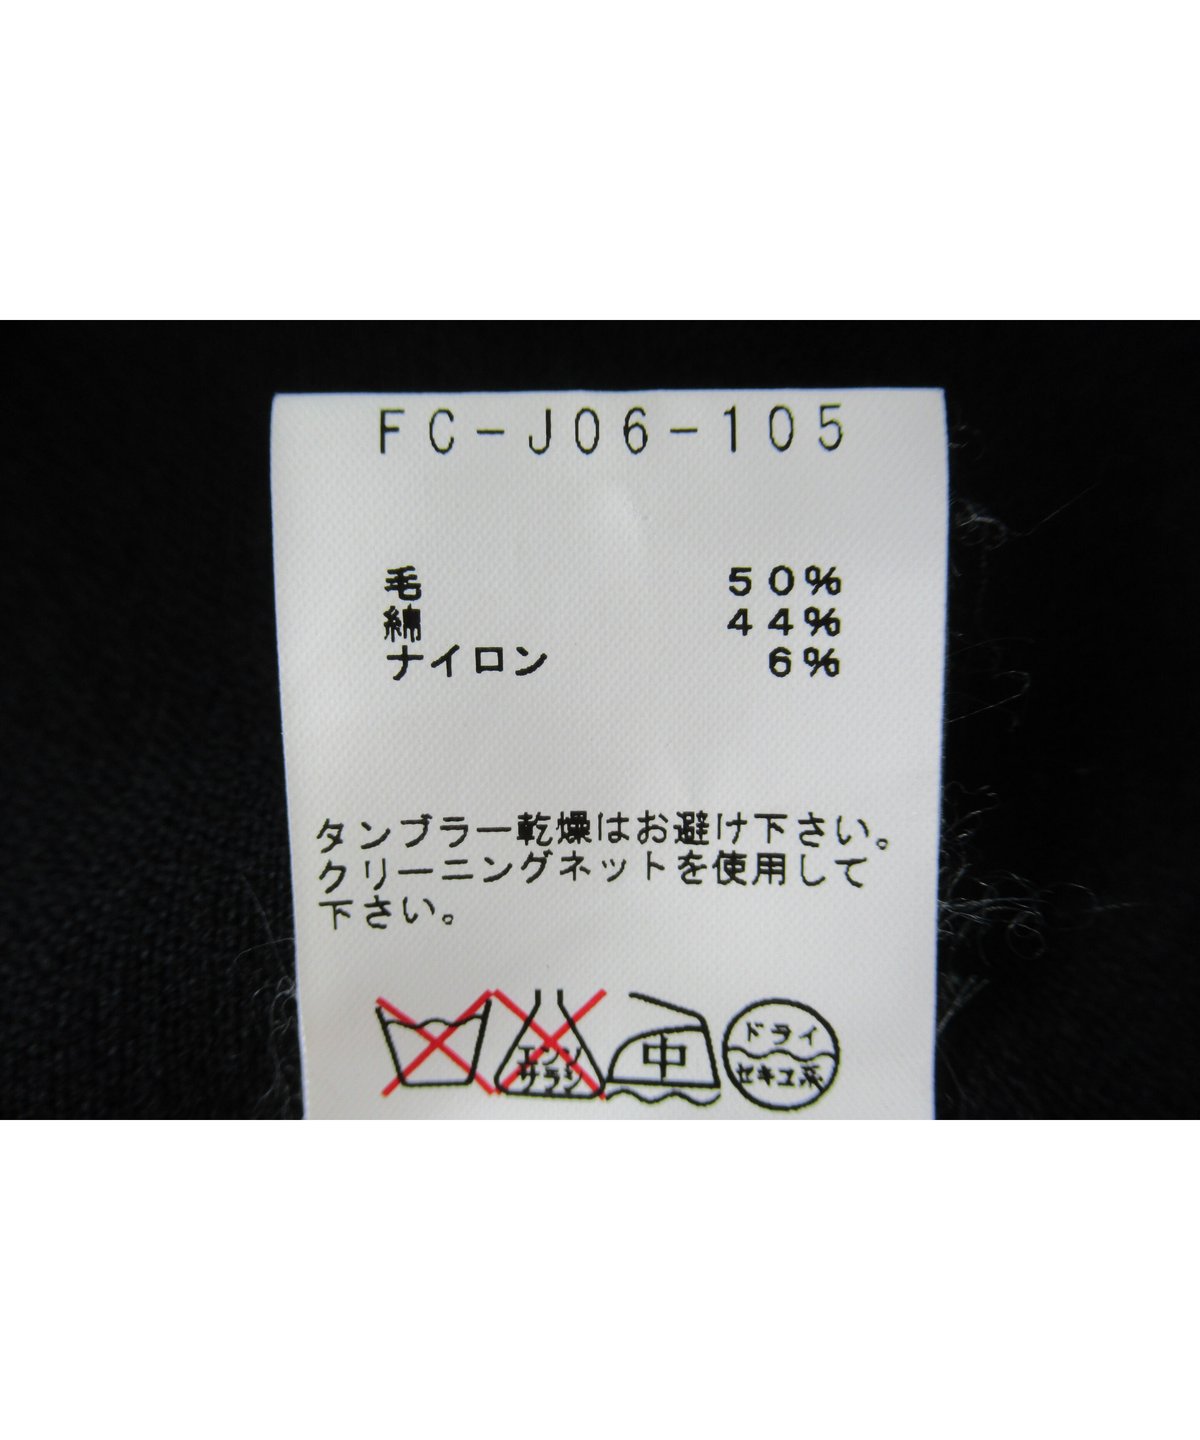 FC-J06-105
毛 50%
綿 44%
ナイロン 6%
タンブラー乾燥はお避け下さい。
クリーニングネットを使用して
下さい。
エンソ
サラシ
中
ドライ
セキユ系